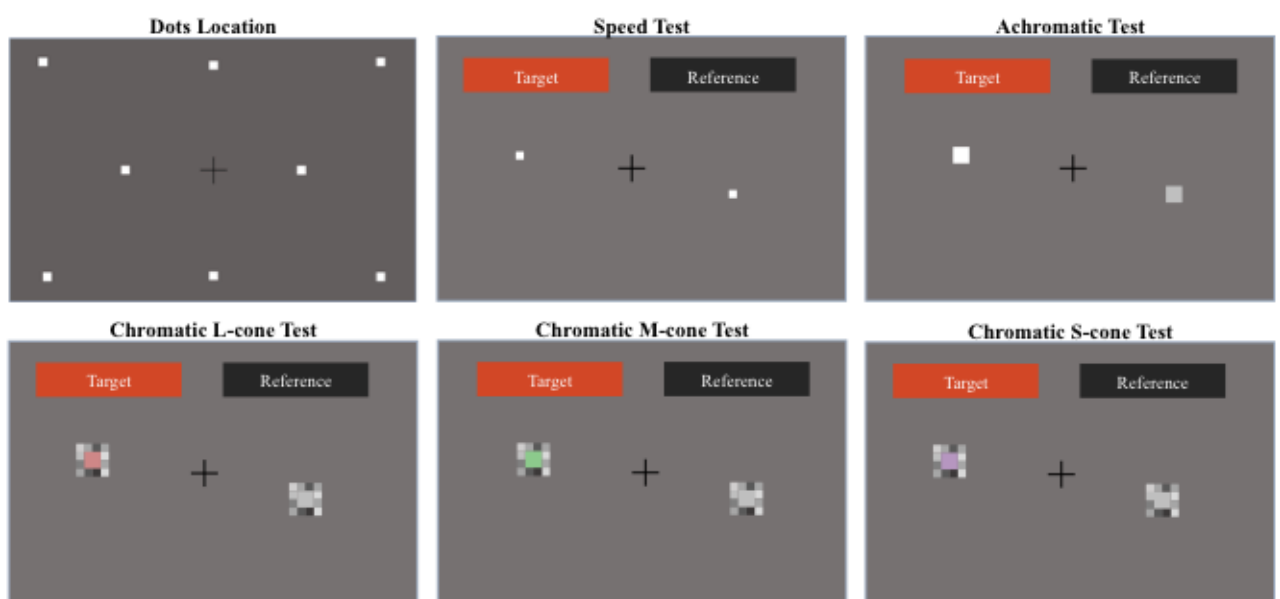 Dots Location
Speed Test
Achromatic Test
Target
Reference
Target
Reference
Chromatic L-cone Test
Chromatic M-cone Test
Chromatic S-cone Test
Target
Reference
Target
Reference
Target
Reference